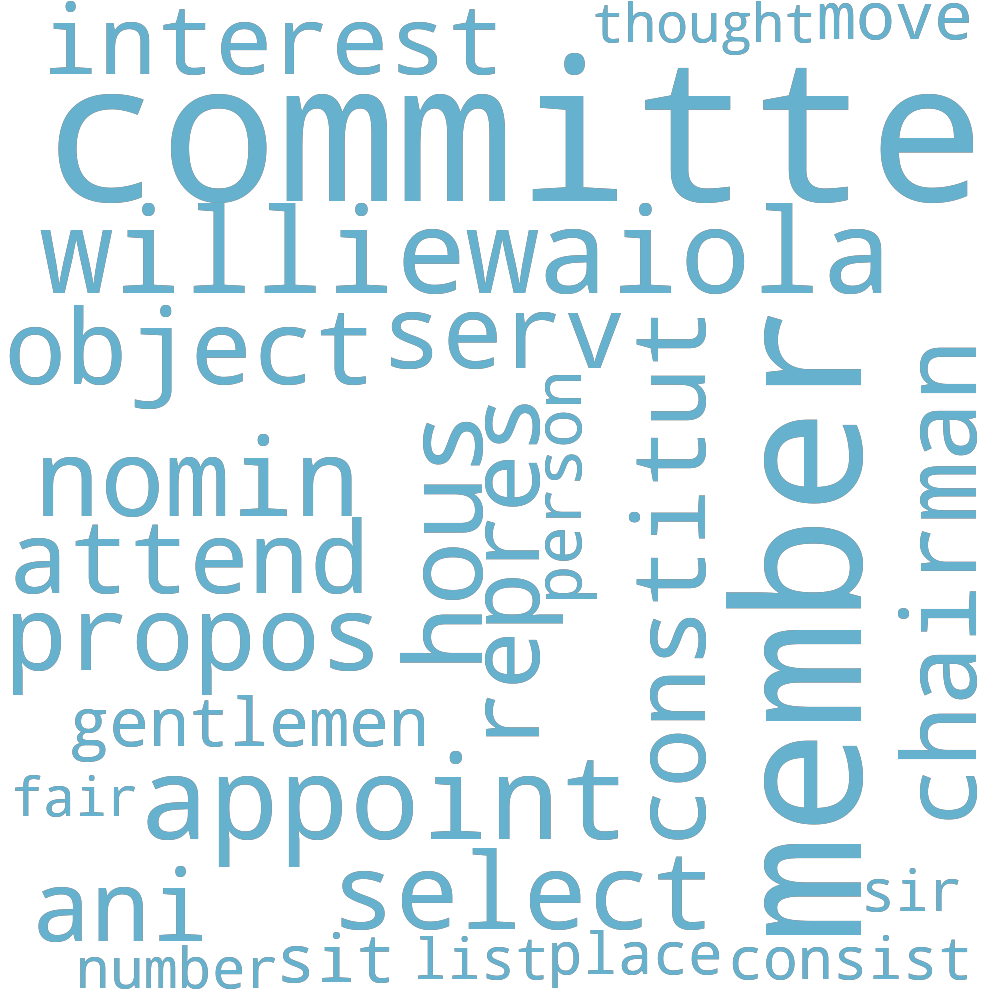 interest
thought
move
committe
williewaiola
object
serv
constitut
member
chairman
person
repres
hous
nomin
attend
propos
gentlemen
fair
appoint
ani
select
sir
number
sit
list
place
consist